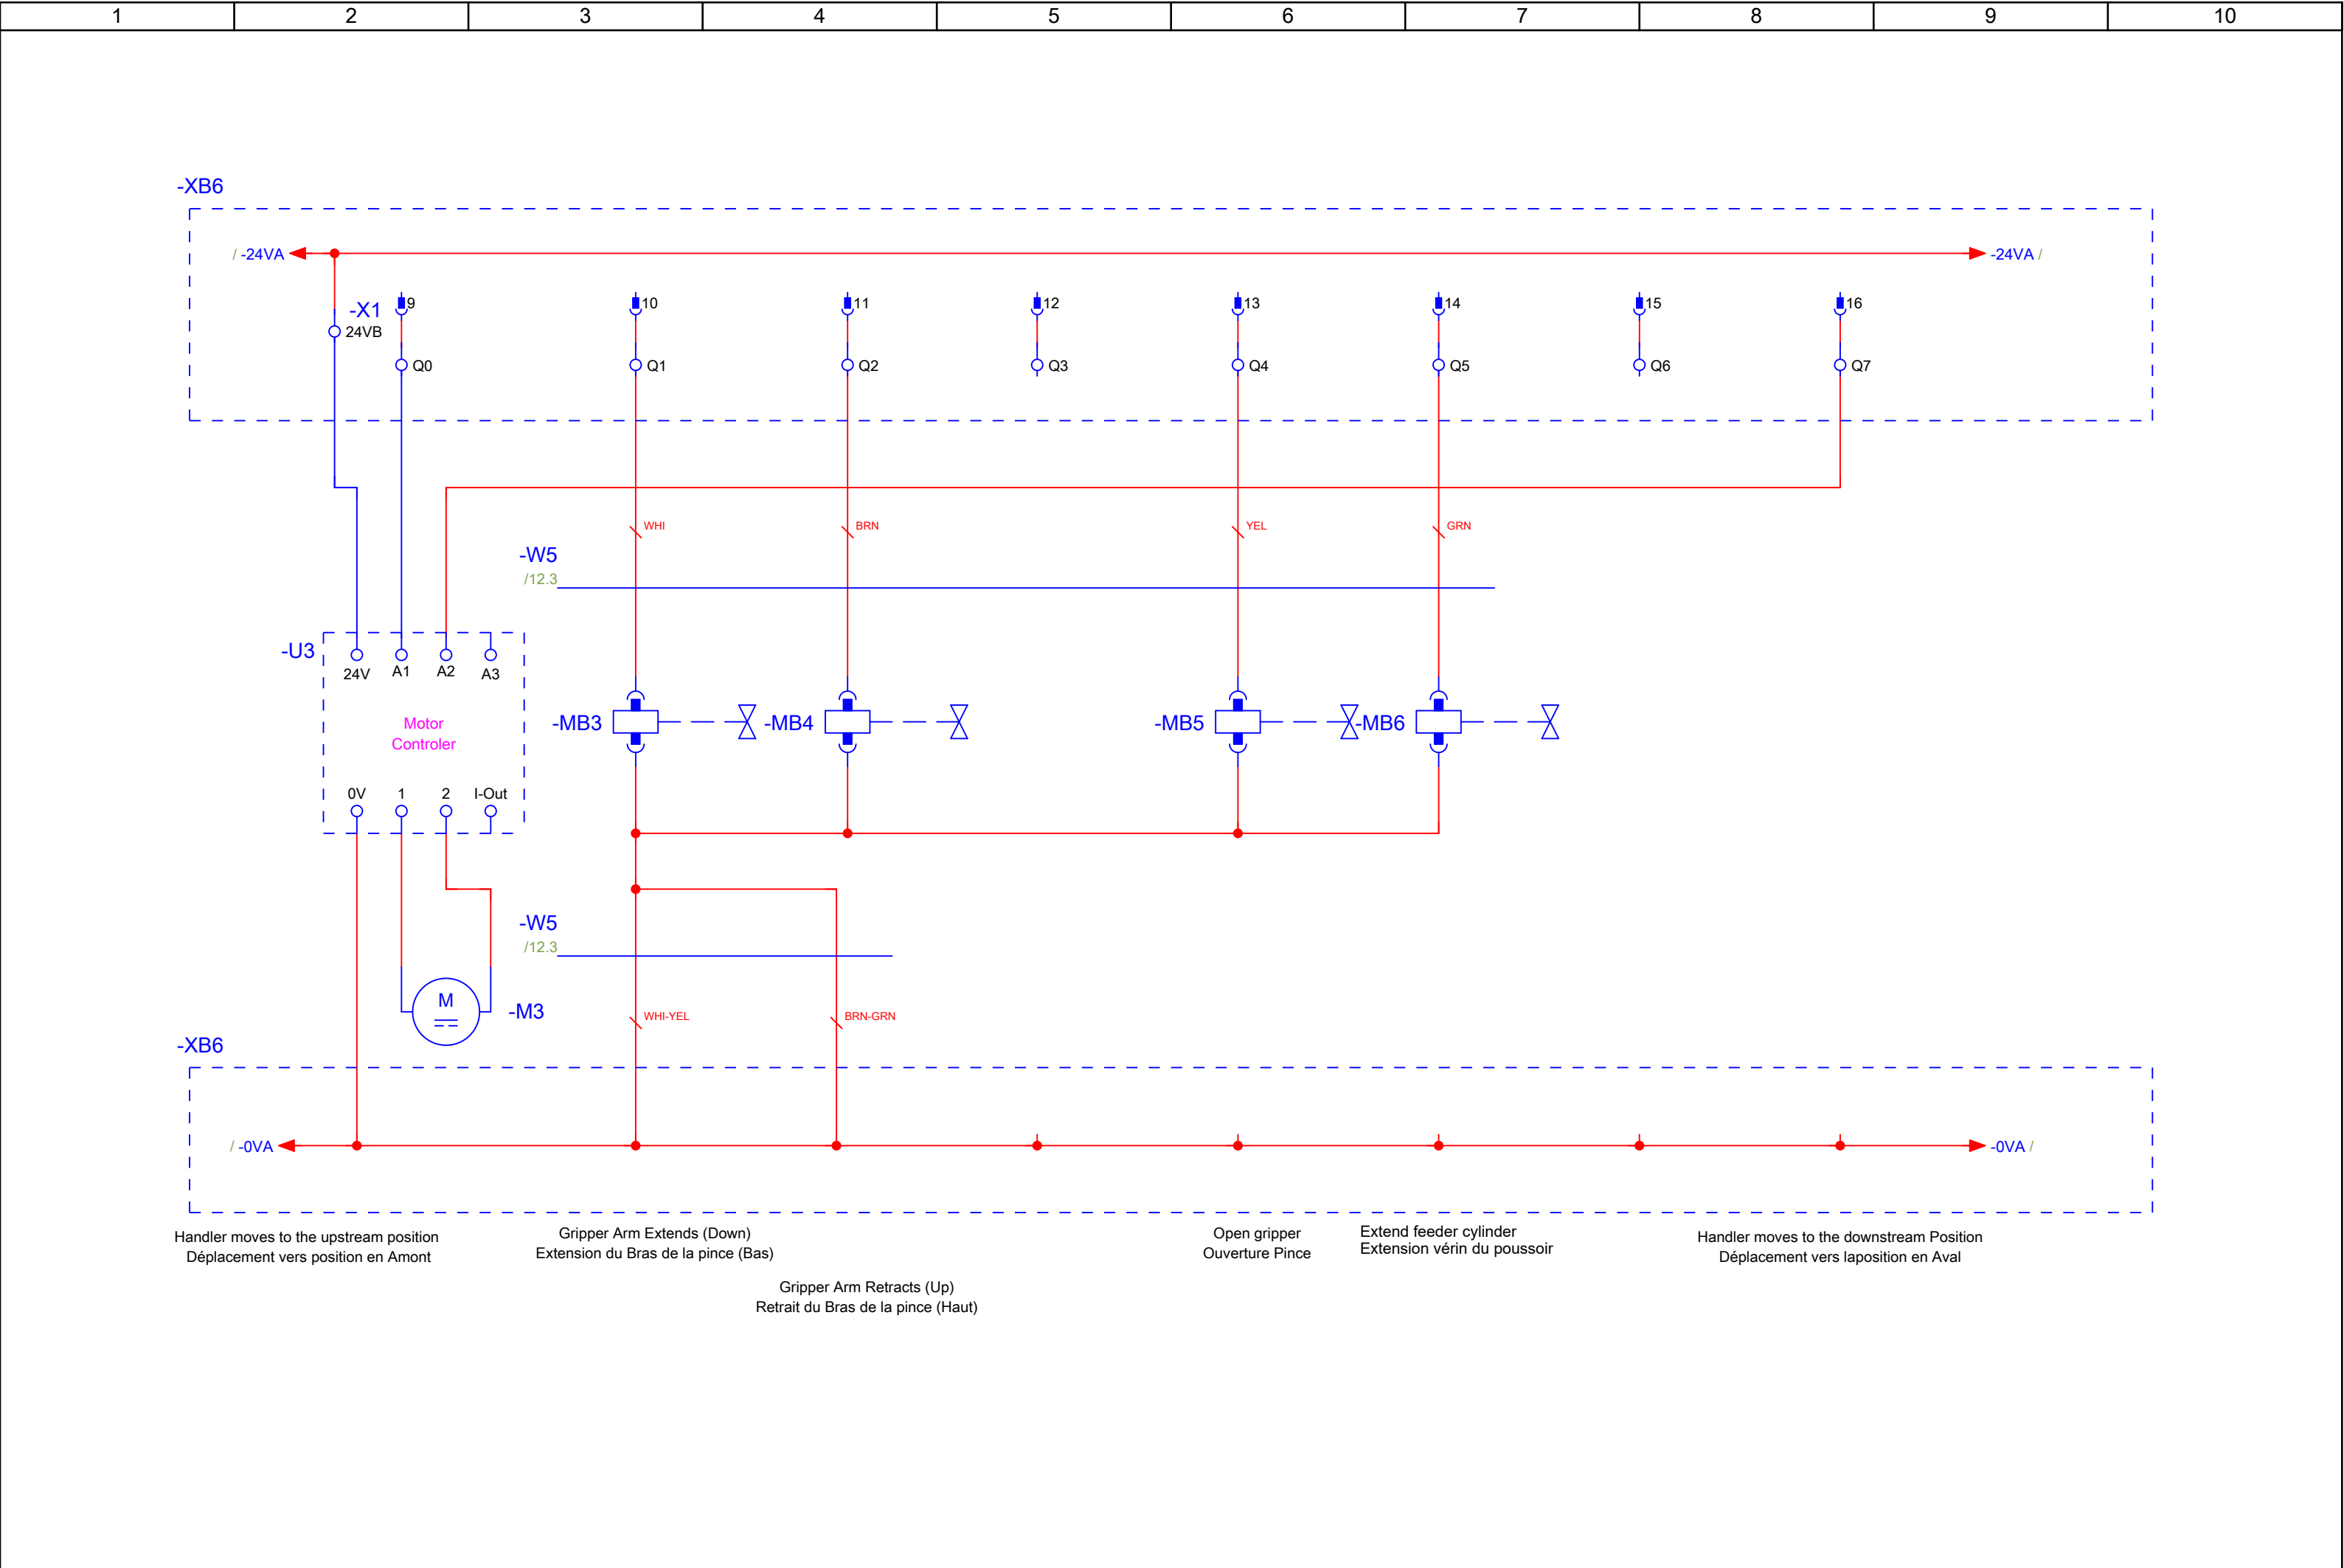 1 2 3 4 5 6 7 8 9 10
-XB6
/ -24VA -24VA /
-X1 9 10 11 12 13 14 15 16
24VB
Q0 Q1 Q2 Q3 Q4 Q5 Q6 Q7
WHI BRN YEL GRN
-W5
/12.3
-U3
24V A1 A2 A3
Motor
Controler
-MB3 -MB4 -MB5 -MB6
0V 1 2 I-Out
-W5
/12.3
M
-M3
WHI-YEL BRN-GRN
-XB6
/ -0VA -0VA /
Handler moves to the upstream position
Déplacement vers position en Amont
Gripper Arm Extends (Down)
Extension du Bras de la pince (Bas)
Gripper Arm Retracts (Up)
Retrait du Bras de la pince (Haut)
Open gripper
Ouverture Pince
Extend feeder cylinder
Extension vérin du poussoir
Handler moves to the downstream Position
Déplacement vers laposition en Aval